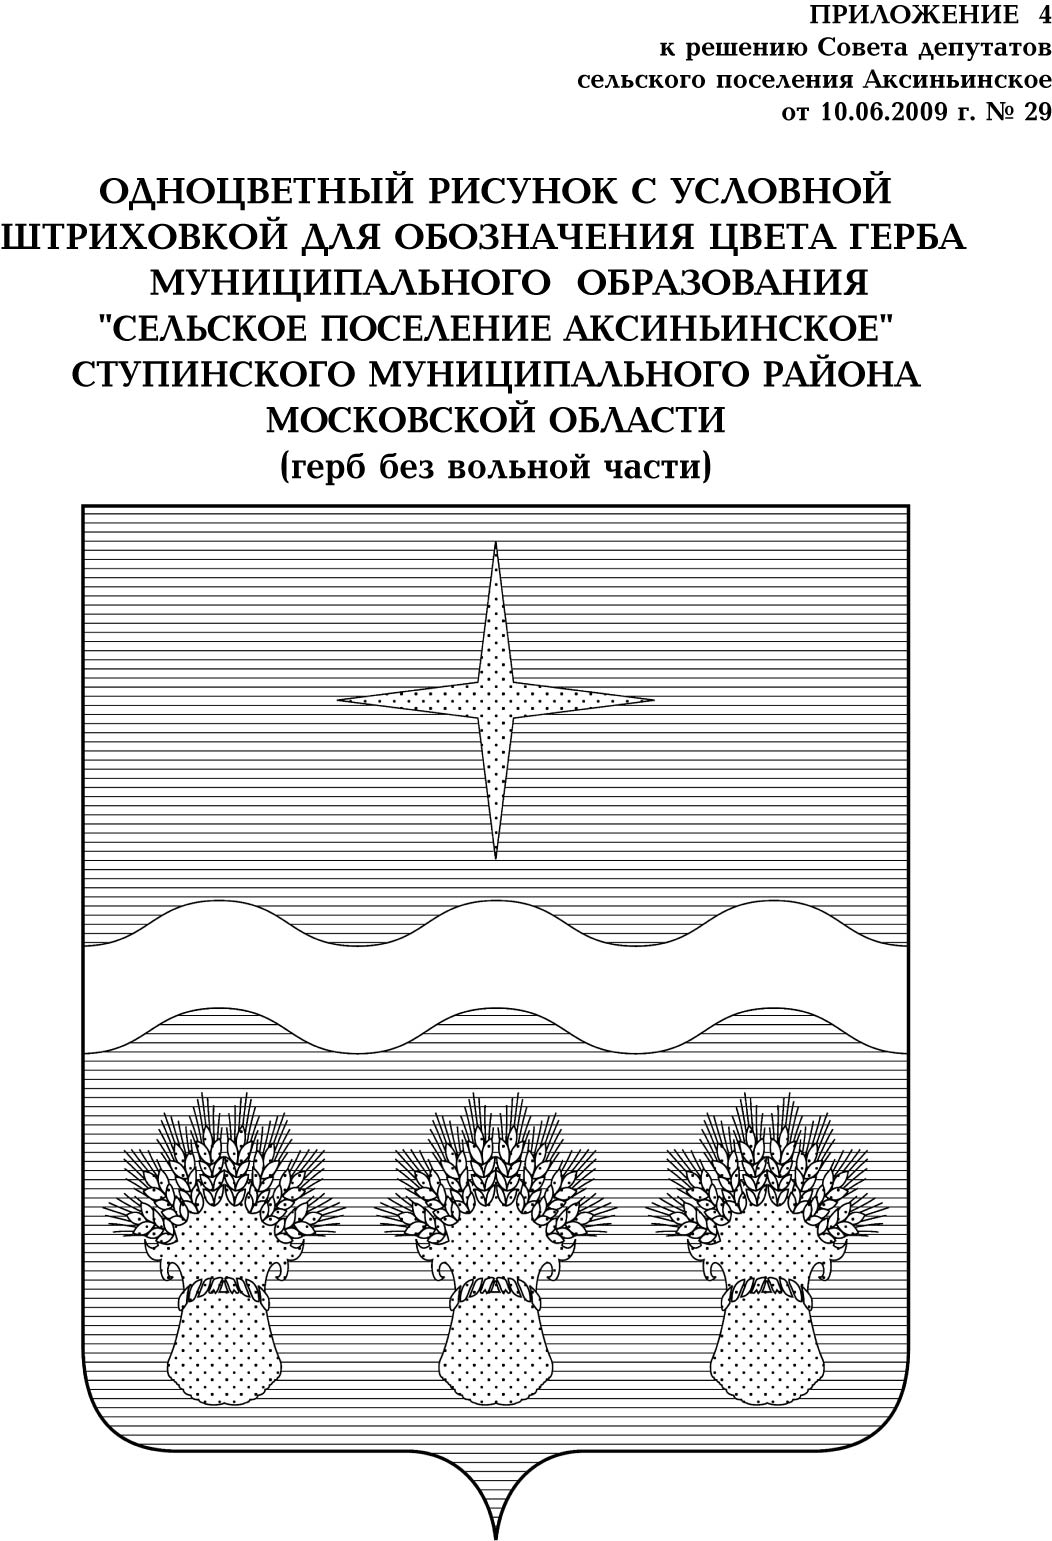 ПРИЛОЖЕНИЕ 4
к решению Совета депутатов
сельского поселения Аксиньинское
от 10.06.2009 г. № 29
ОДНОЦВЕТНЫЙ РИСУНОК С УСЛОВНОЙ
ШТРИХОВКОЙ ДЛЯ ОБОЗНАЧЕНИЯ ЦВЕТА ГЕРБА
МУНИЦИПАЛЬНОГО ОБРАЗОВАНИЯ
"СЕЛЬСКОЕ ПОСЕЛЕНИЕ АКСИНЬИНСКОЕ"
СТУПИНСКОГО МУНИЦИПАЛЬНОГО РАЙОНА
МОСКОВСКОЙ ОБЛАСТИ
(герб без вольной части)